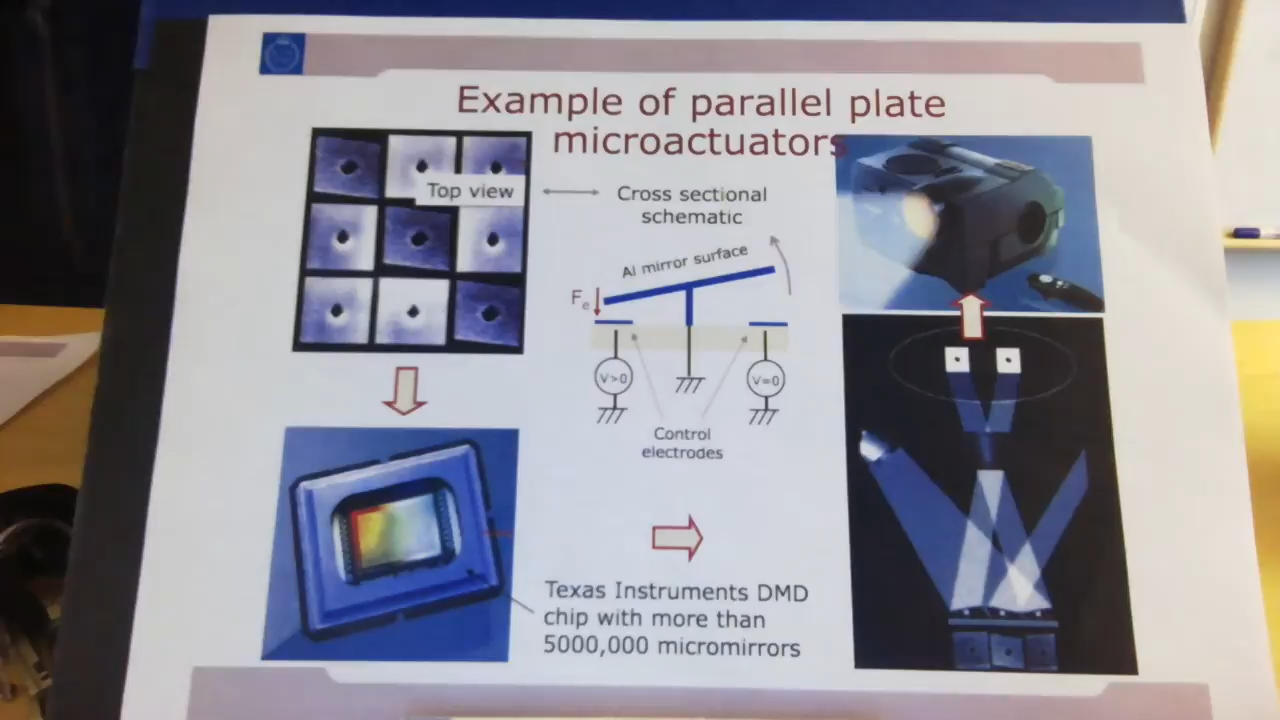 Example of parallel plate
microactuators
Top view
Cross sectional
schematic
Al mirror surface
Fe
V>0
V=0
Control
electrodes
Texas Instruments DMD
chip with more than
5000,000 micromirrors